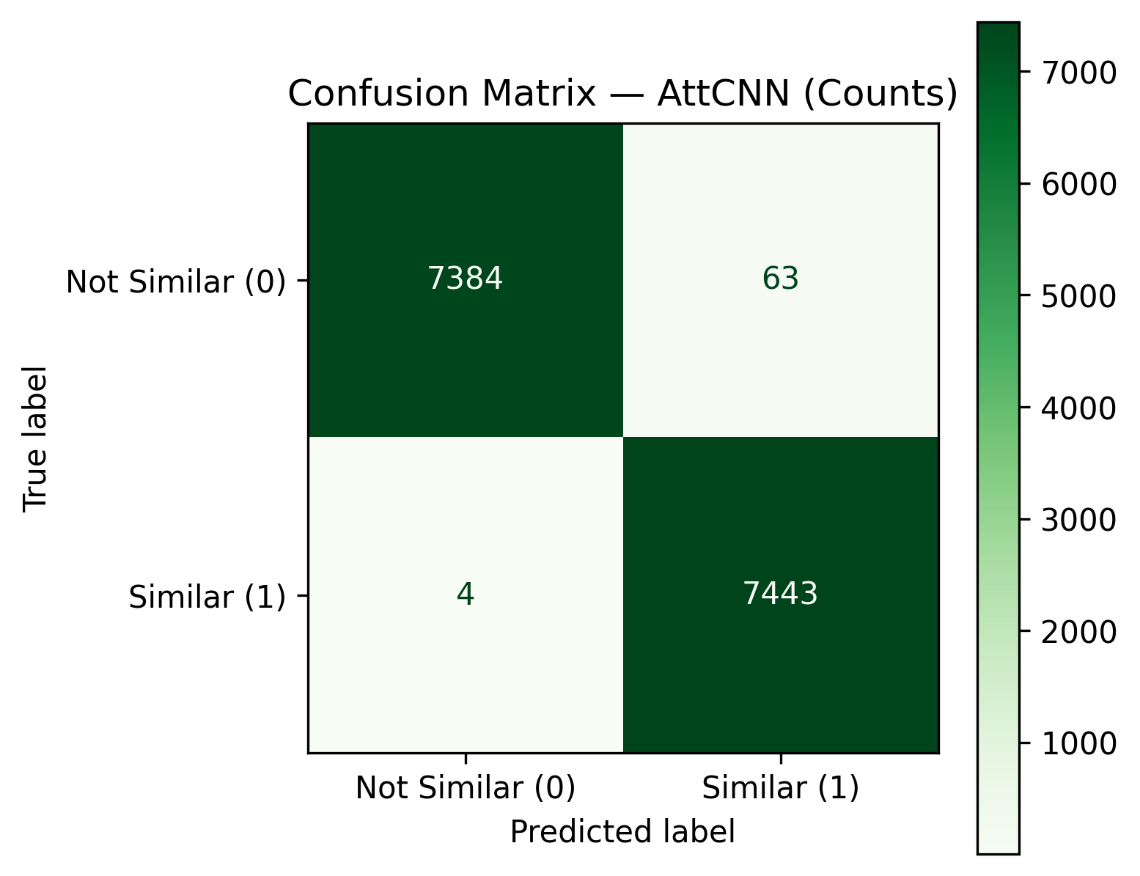 Confusion Matrix — AttCNN (Counts)
True label
Not Similar (0)
7384
63
Similar (1)
4
7443
Not Similar (0)
Similar (1)
Predicted label
7000
6000
5000
4000
3000
2000
1000